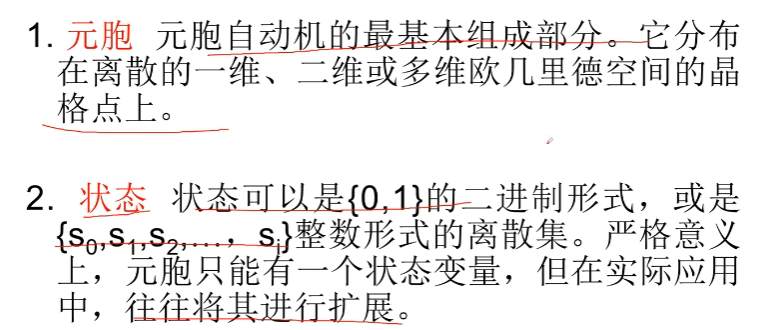 1. 元胞 元胞自动机的最基本组成部分。它分布
在离散的一维、二维或多维欧几里德空间的晶
格点上。
2. 状态 状态可以是{0,1}的二进制形式，或是
{s₀,s₁,s₂,…，sᵢ}整数形式的离散集。严格意义
上，元胞只能有一个状态变量，但在实际应用
中，往往将其进行扩展。